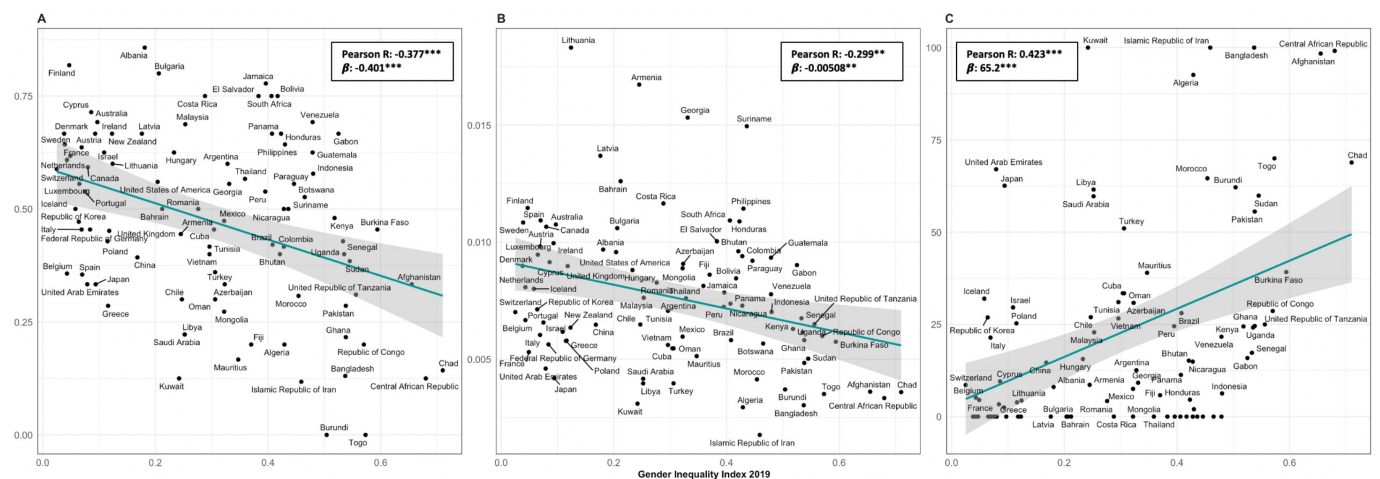 A
Pearson R: -0.377***
β: -0.401***
Albania
Finland
Bulgaria
Jamaica
El Salvador
Bolivia
Costa Rica
South Africa
Cyprus
Australia
Malaysia
Venezuela
Denmark
Ireland
Latvia
Panama
Gabon
Sweden
Austria
New Zealand
Honduras
France
Israel
Lithuania
Hungary
Argentina
Philippines
Guatemala
Netherlands
Indonesia
Switzerland
Canada
Thailand
Luxembourg
United States of America
Georgia
Botswana
Portugal
Peru
Suriname
Iceland
Romania
Republic of Korea
Bahrain
Mexico
Nicaragua
Burkina Faso
Italy
United Kingdom
Armenia
Federal Republic of Germany
Cuba
Brazil
Colombia
Senegal
Poland
Tunisia
Uganda
China
Vietnam
Bhutan
Sudan
Belgium
Spain
Japan
Turkey
Afghanistan
United Arab Emirates
United Republic of Tanzania
Greece
Chile
Oman
Azerbaijan
Morocco
Pakistan
Mongolia
Libya
Ghana
Saudi Arabia
Fiji
Republic of Congo
Algeria
Mauritius
Chad
Kuwait
Bangladesh
Islamic Republic of Iran
Central African Republic
Burundi
Togo
0.75
0.50
0.25
0.00
0.0 0.2 0.4 0.6
B
Pearson R: -0.299**
β: -0.00508**
Lithuania
Armenia
Georgia
Suriname
Latvia
Bahrain
Costa Rica
Finland
Philippines
Spain
Australia
South Africa
Sweden
Canada
Bulgaria
Honduras
Austria
El Salvador
Luxembourg
Ireland
Albania
Azerbaijan
Bhutan
Colombia
Guatemala
Denmark
United States of America
Fiji
Paraguay
Gabon
Cyprus
United Kingdom
Hungary
Thailand
Bolivia
Netherlands
Iceland
Romania
Jamaica
Venezuela
Switzerland
Republic of Korea
Malaysia
Argentina
Panama
Indonesia
Peru
Nicaragua
United Republic of Tanzania
New Zealand
Senegal
Belgium
Israel
China
Tunisia
Kenya
Uganda
Republic of Congo
Greece
Vietnam
Mexico
Brazil
Burkina Faso
France
Federal Republic of Germany
Cuba
Ghana
Poland
Mauritius
Sudan
United Arab Emirates
Saudi Arabia
Morocco
Pakistan
Japan
Libya
Turkey
Togo
Afghanistan
Chad
Kuwait
Algeria
Burundi
Bangladesh
Central African Republic
Islamic Republic of Iran
0.015
0.010
0.005
0.0 0.2 0.4 0.6
Gender Inequality Index 2019
C
Pearson R: 0.423***
β: 65.2***
Kuwait
Islamic Republic of Iran
Central African Republic
Bangladesh
Afghanistan
Algeria
United Arab Emirates
Togo
Chad
Japan
Morocco
Burundi
Libya
Saudi Arabia
Sudan
Pakistan
Turkey
Mauritius
Burkina Faso
Iceland
Cuba
Oman
Israel
Azerbaijan
Republic of Congo
Republic of Korea
Chile
Vietnam
Brazil
United Republic of Tanzania
Italy
Malaysia
Peru
Kenya
Uganda
Ghana
Hungary
Bhutan
Senegal
China
Argentina
Nicaragua
Switzerland
Cyprus
Albania
Armenia
Georgia
Panama
Belgium
Lithuania
Mexico
Fiji
Honduras
Indonesia
France
Greece
Bulgaria
Romania
Mongolia
Latvia
Bahrain
Costa Rica
Thailand
100
75
50
25
0
0.0 0.2 0.4 0.6